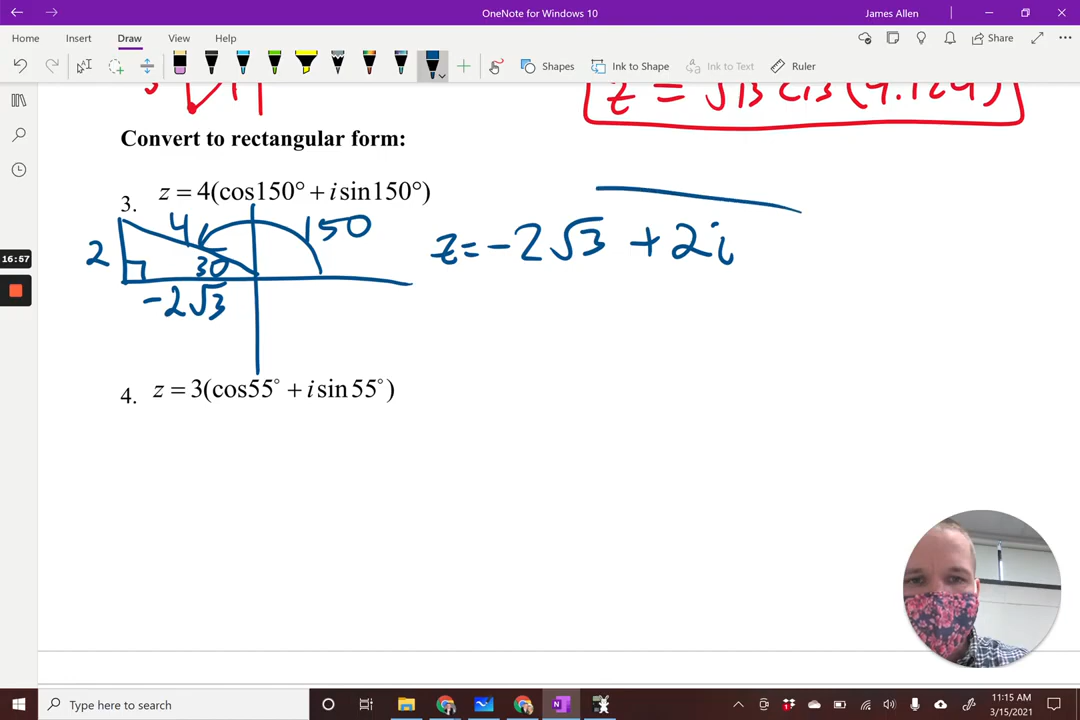 OneNote for Windows 10
James Allen
Home Insert Draw View Help
Share
Shapes Ink to Shape Ink to Text Ruler
z = √13 cis(4.124)
Convert to rectangular form:
3. z = 4(cos150° + i sin150°)
4 150
2 30
-2√3
z = -2√3 + 2i
16:57
4. z = 3(cos55° + i sin 55°)
Type here to search
11:15 AM
3/15/2021